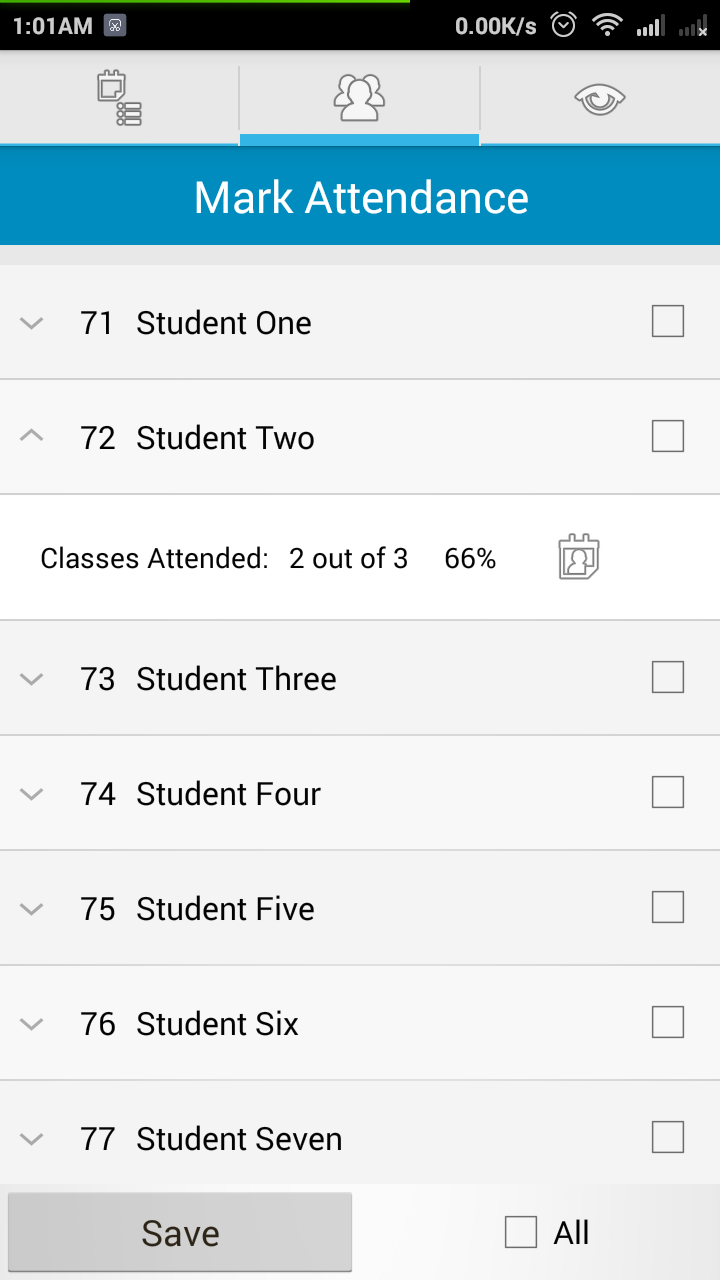 1:01AM 0.00K/s
Mark Attendance
71 Student One
72 Student Two
Classes Attended: 2 out of 3 66%
73 Student Three
74 Student Four
75 Student Five
76 Student Six
77 Student Seven
Save All